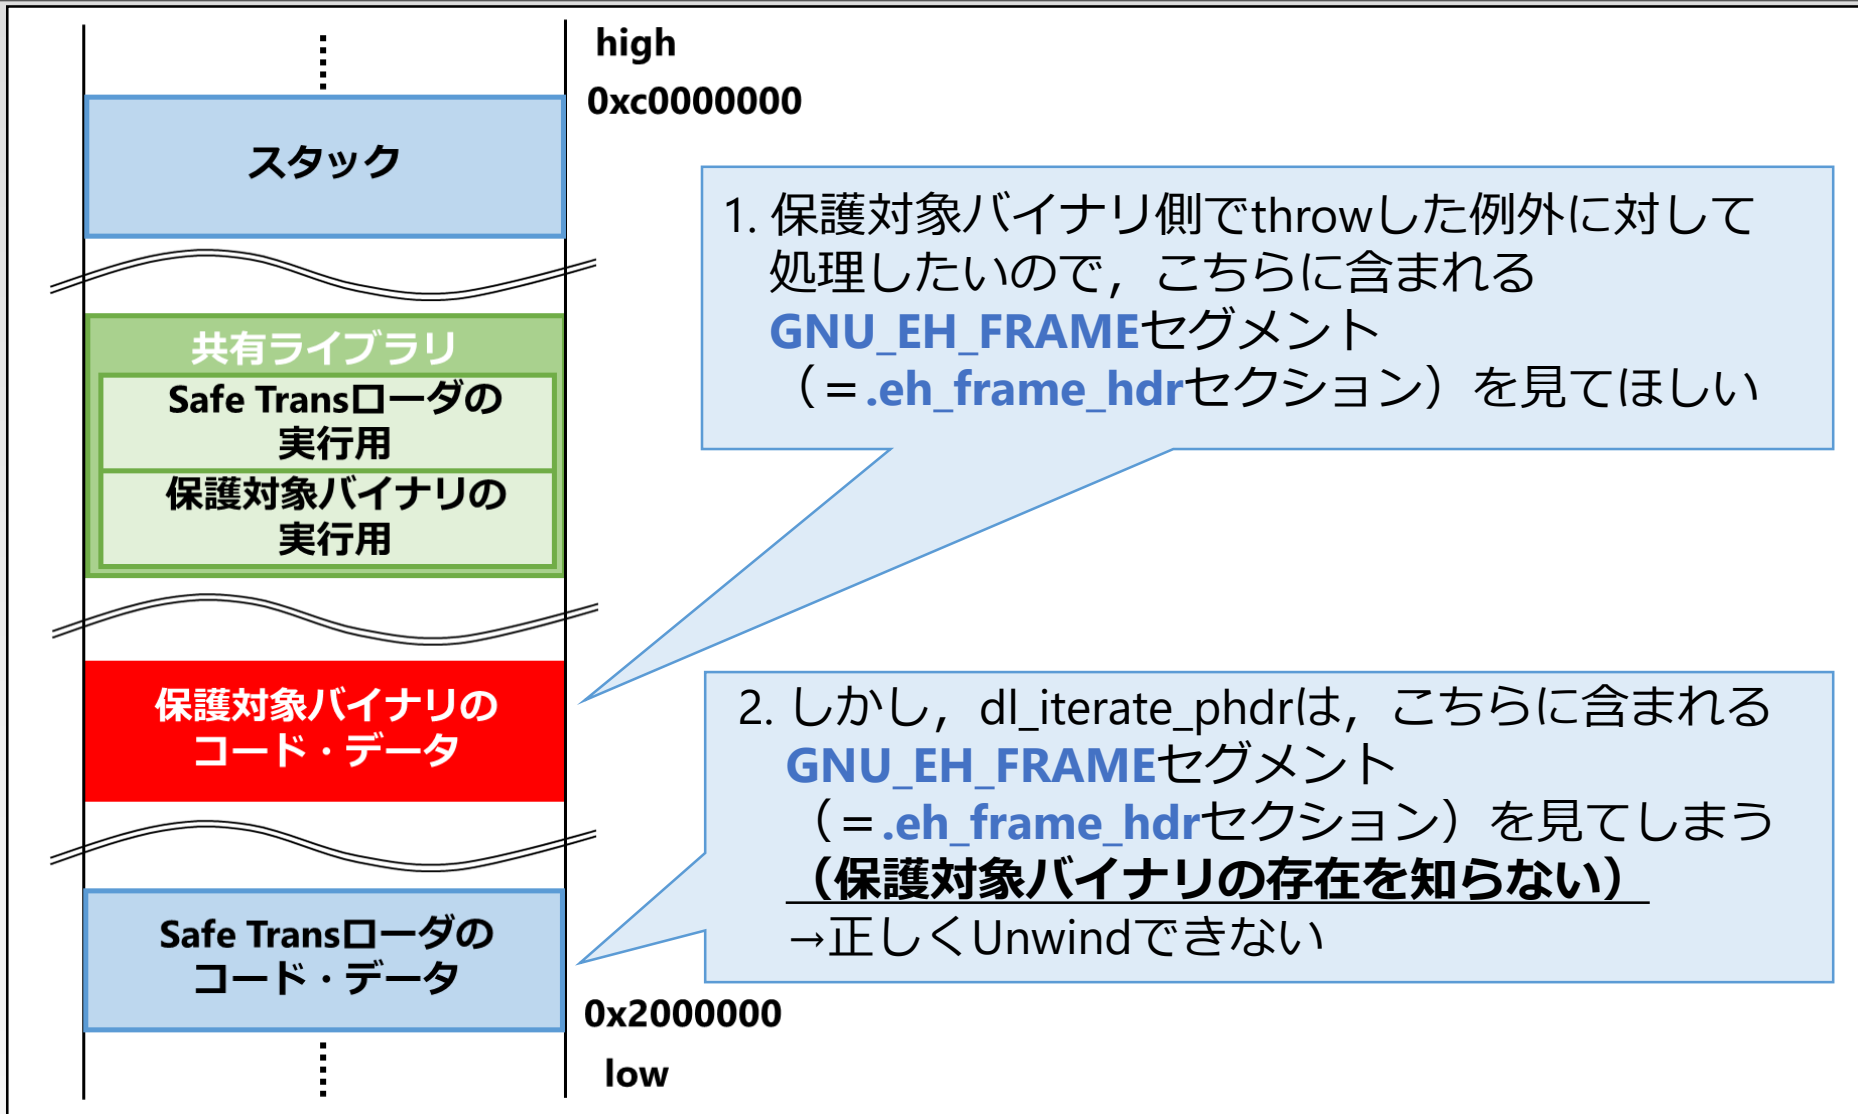 high
0xc0000000
スタック
1. 保護対象バイナリ側でthrowした例外に対して
処理したいので，こちらに含まれる
GNU_EH_FRAMEセグメント
（＝.eh_frame_hdrセクション）を見てほしい
共有ライブラリ
Safe Transローダの
実行用
保護対象バイナリの
実行用
保護対象バイナリの
コード・データ
2. しかし，dl_iterate_phdrは，こちらに含まれる
GNU_EH_FRAMEセグメント
（＝.eh_frame_hdrセクション）を見てしまう
（保護対象バイナリの存在を知らない）
→正しくUnwindできない
Safe Transローダの
コード・データ
0x2000000
low